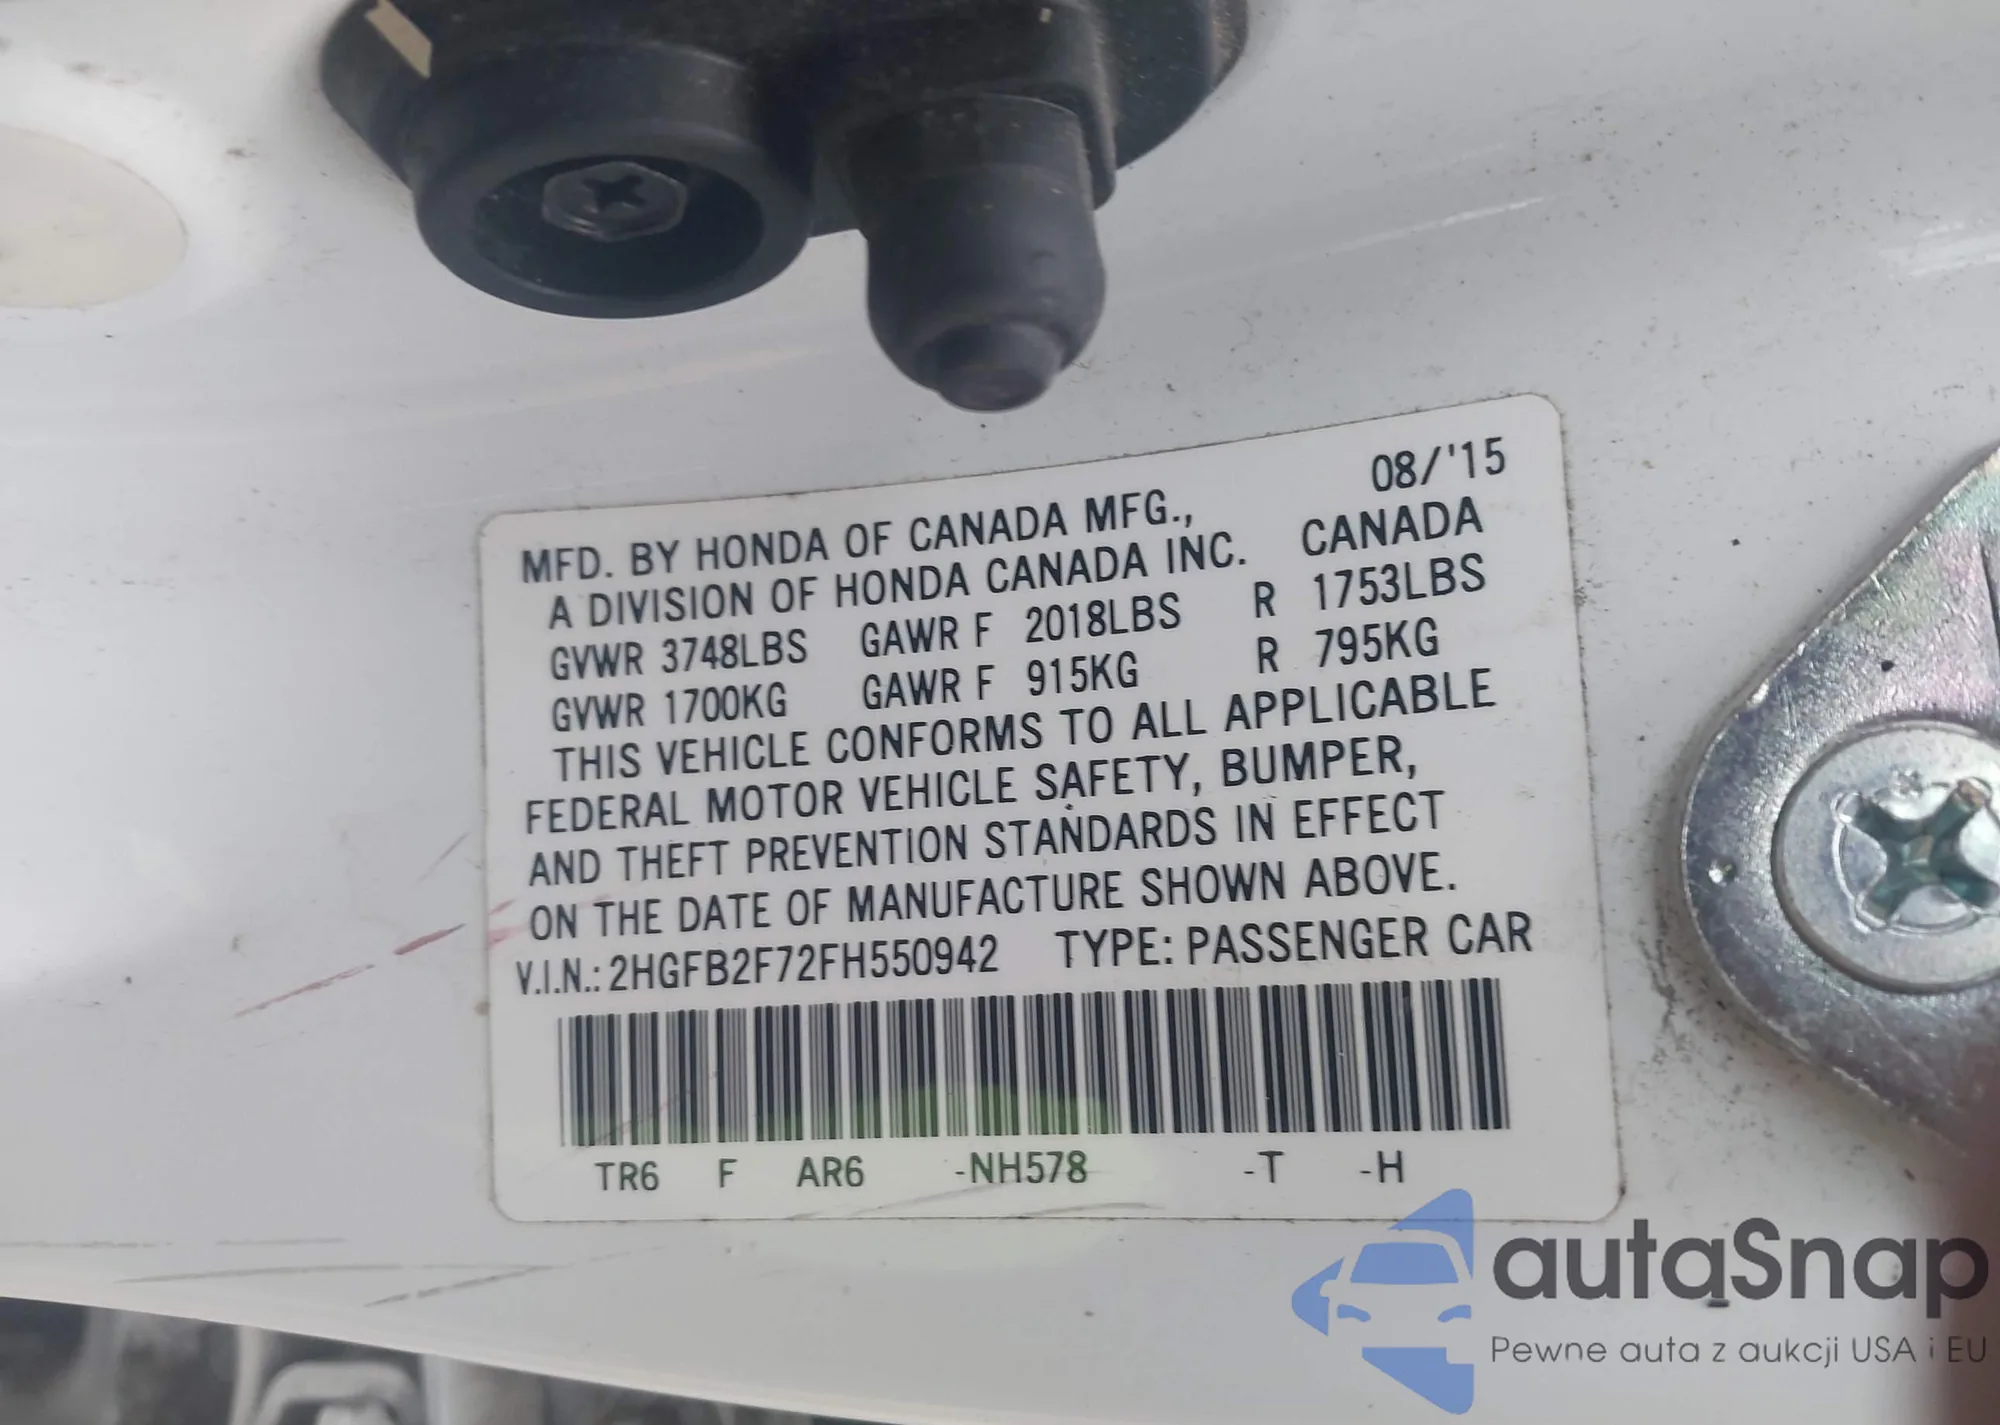 08/'15
MFD. BY HONDA OF CANADA MFG.,
A DIVISION OF HONDA CANADA INC. CANADA
GVWR 3748LBS GAWR F 2018LBS R 1753LBS
GVWR 1700KG GAWR F 915KG R 795KG
THIS VEHICLE CONFORMS TO ALL APPLICABLE
FEDERAL MOTOR VEHICLE SAFETY, BUMPER,
AND THEFT PREVENTION STANDARDS IN EFFECT
ON THE DATE OF MANUFACTURE SHOWN ABOVE.
V.I.N.: 2HGFB2F72FH550942 TYPE: PASSENGER CAR
TR6 F AR6 -NH578 -T -H
autaSnap
Pewne auta z aukcji USA i EU